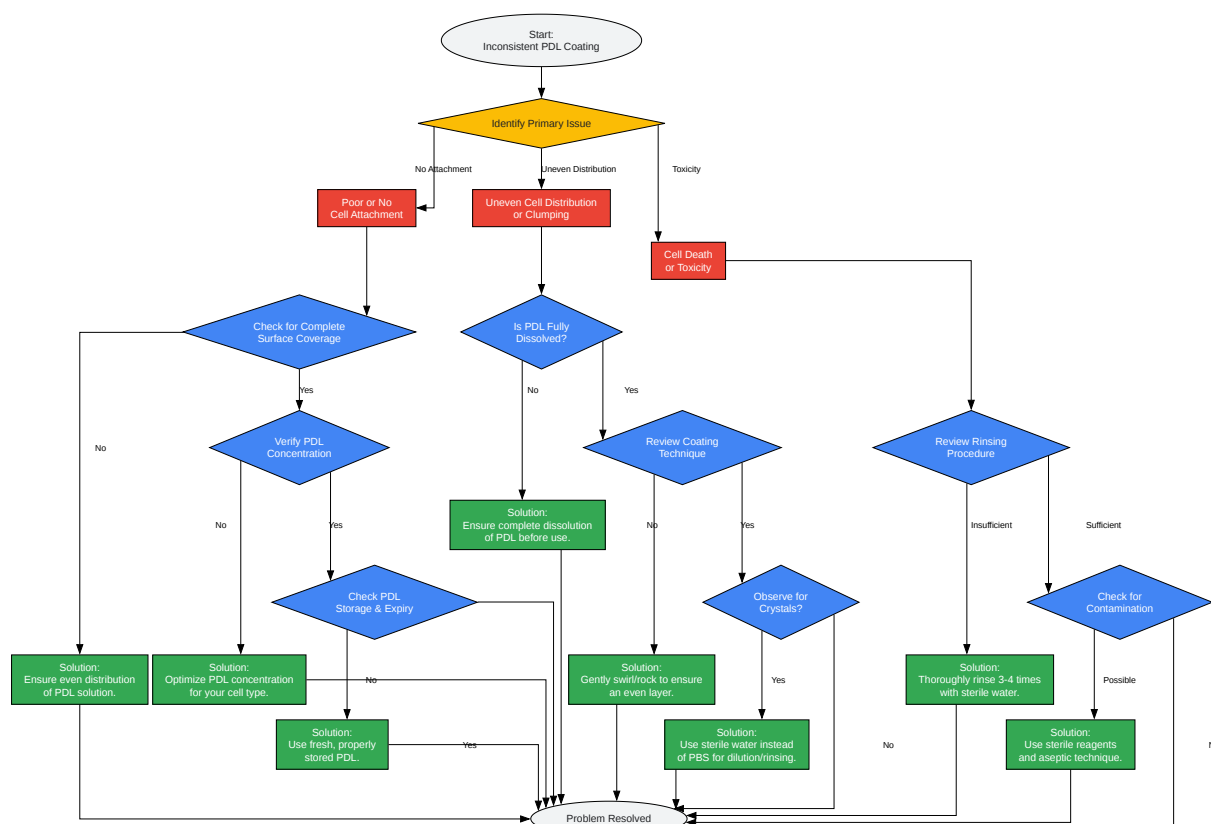 Start:
Inconsistent PDL Coating
Identify Primary Issue
No Attachment
Uneven Distribution
Toxicity
Poor or No
Cell Attachment
Uneven Cell Distribution
or Clumping
Cell Death
or Toxicity
Check for Complete
Surface Coverage
Is PDL Fully
Dissolved?
Yes
No
Yes
Verify PDL
Concentration
Review Coating
Technique
Review Rinsing
Procedure
No
Solution:
Ensure complete dissolution
of PDL before use.
No
Yes
No
Yes
Insufficient
Sufficient
Check PDL
Storage & Expiry
Observe for
Crystals?
Check for
Contamination
Solution:
Ensure even distribution
of PDL solution.
Solution:
Optimize PDL concentration
for your cell type.
No
Solution:
Gently swirl/rock to ensure
an even layer.
Yes
Solution:
Thoroughly rinse 3-4 times
with sterile water.
Possible
Solution:
Use fresh, properly
stored PDL.
Yes
Solution:
Use sterile water instead
of PBS for dilution/rinsing.
No
Solution:
Use sterile reagents
and aseptic technique.
Problem Resolved